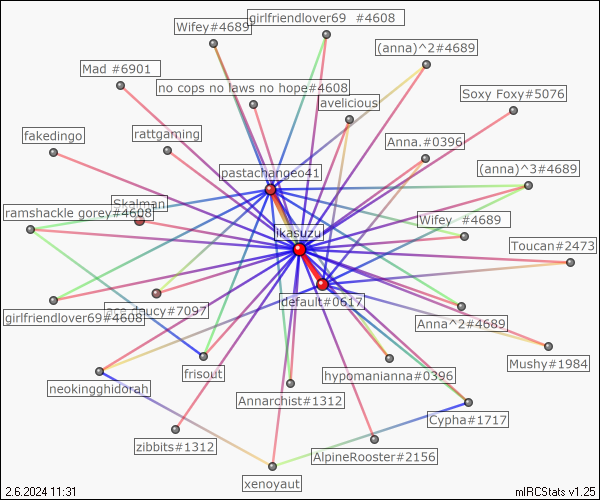 girlfriendlover69 #4608
Wifey#4689
(anna)^2#4689
Mad #6901
no cops no laws no hope#4608
Soxy Foxy#5076
avelicious
fakedingo
rattgaming
Anna.#0396
pastachangeo41
(anna)^3#4689
Skalman
ramshackle gorey#4608
Wifey #4689
ikasuzu
Toucan#2473
default#0617
daucy#7097
girlfriendlover69#4608
Anna^2#4689
Mushy#1984
frisout
hypomanianna#0396
neokingghidorah
Annarchist#1312
Cypha#1717
zibbits#1312
AlpineRooster#2156
xenoyaut
2.6.2024 11:31
mIRCStats v1.25